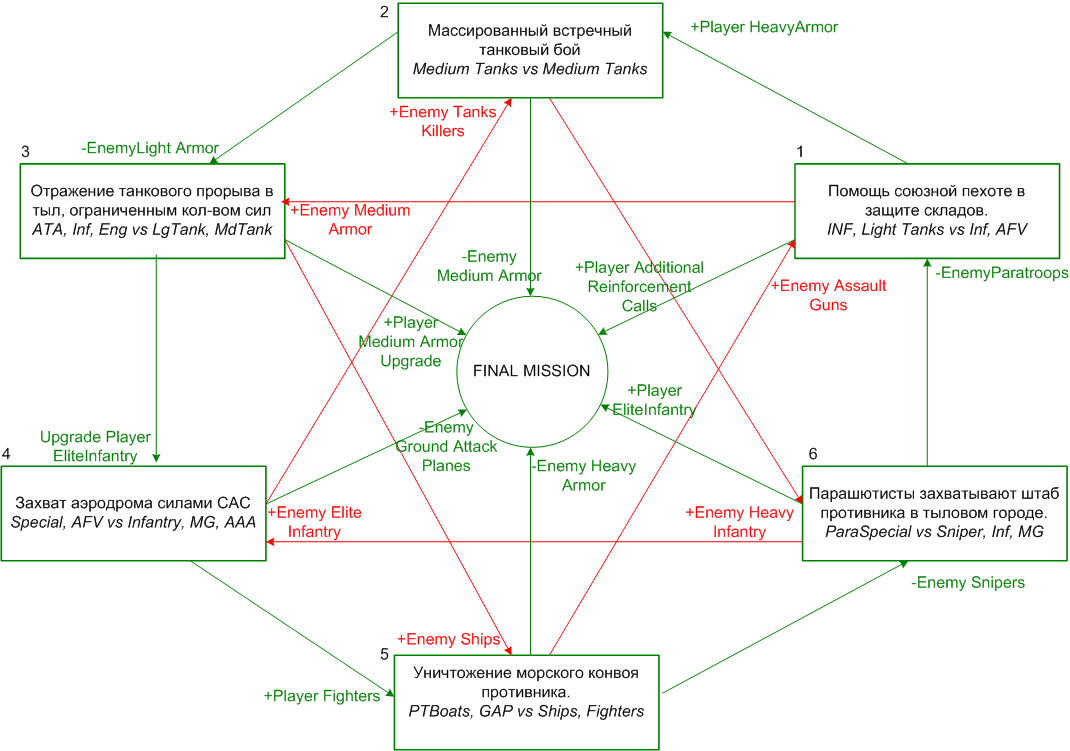 2
Массированный встречный
танковый бой
Medium Tanks vs Medium Tanks
+Player HeavyArmor
+Enemy Tanks
Killers
-EnemyLight Armor
3
Отражение танкового прорыва в
тыл, ограниченным кол-вом сил
ATA, Inf, Eng vs LgTank, MdTank
1
Помощь союзной пехоте в
защите складов.
INF, Light Tanks vs Inf, AFV
+Enemy Medium
Armor
-Enemy
Medium Armor
+Player Additional
Reinforcement
Calls
-EnemyParatroops
+Enemy Assault
Guns
+Player
Medium Armor
Upgrade
FINAL MISSION
+Player
EliteInfantry
-Enemy
Ground Attack
Planes
Upgrade Player
EliteInfantry
-Enemy Heavy
Armor
4
Захват аэродрома силами САС
Special, AFV vs Infantry, MG, AAA
6
Парашютисты захватывают штаб
противника в тыловом городе.
ParaSpecial vs Sniper, Inf, MG
+Enemy Elite
Infantry
+Enemy Heavy
Infantry
-Enemy Snipers
+Enemy Ships
5
Уничтожение морского конвоя
противника.
PTBoats, GAP vs Ships, Fighters
+Player Fighters